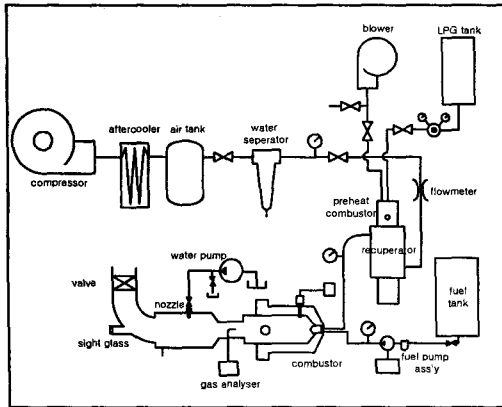 blower
LPG tank
aftercooler
air tank
water
seperator
compressor
preheat
combustor
flowmeter
recuperator
water pump
valve
nozzle
fuel
tank
sight glass
combustor
fuel pump
ass'y
gas analyser